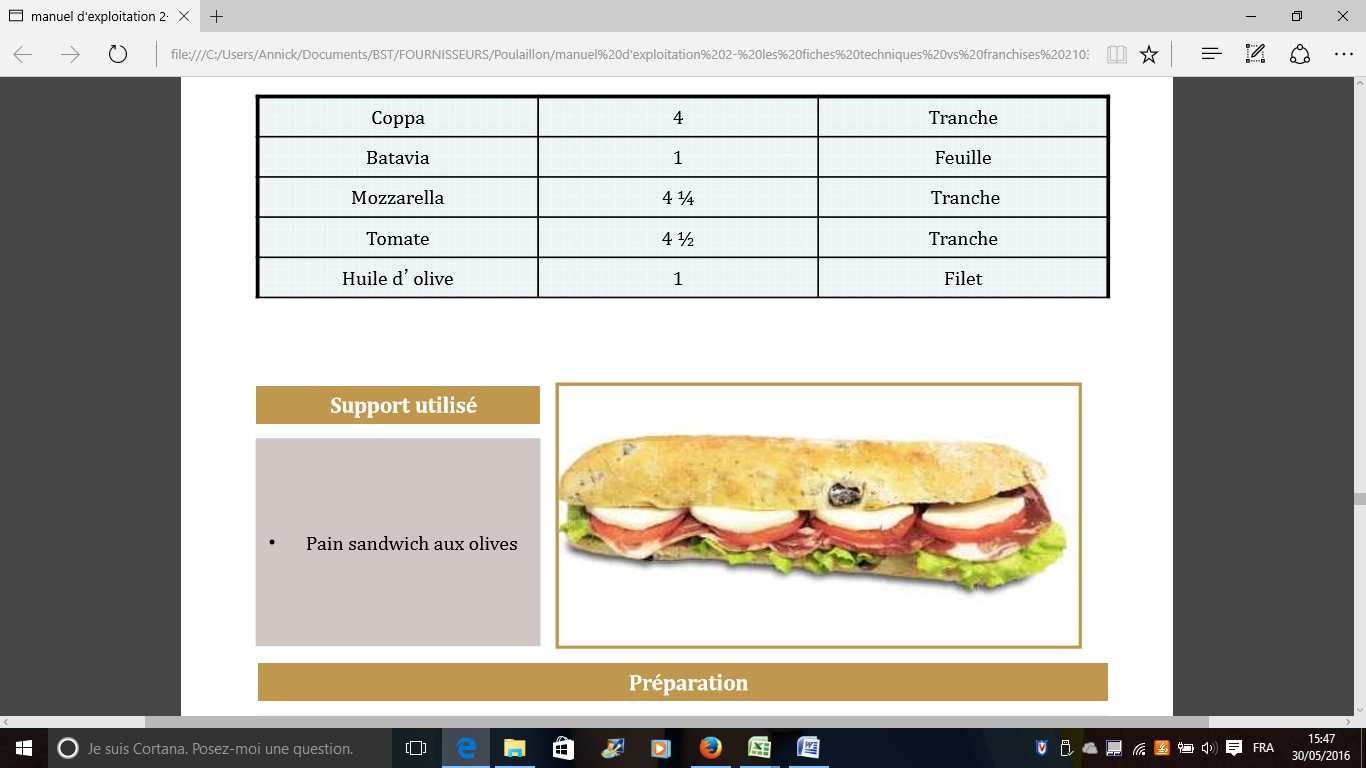 manuel d'exploitation 2-
file:///C:/Users/Annick/Documents/BST/FOURNISSEURS/Poulaillon/manuel%20d'exploitation%202-%20les%20fiches%20techniques%20vs%20franchises%202103
Coppa 4 Tranche
Batavia 1 Feuille
Mozzarella 4 ¼ Tranche
Tomate 4 ½ Tranche
Huile d’ olive 1 Filet
Support utilisé
• Pain sandwich aux olives
Préparation
Je suis Cortana. Posez-moi une question.
FRA
15:47
30/05/2016